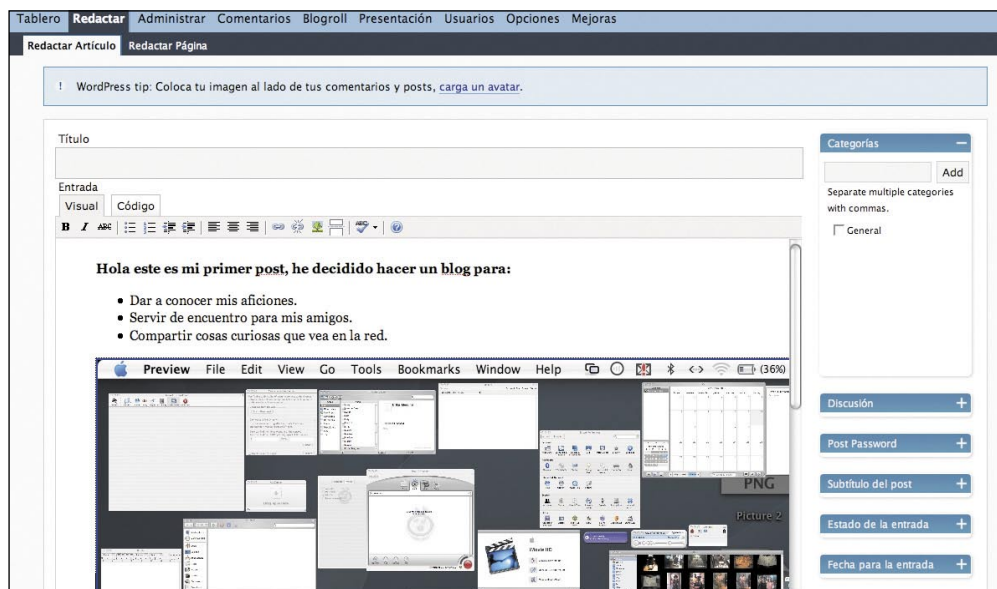 Tablero Redactar Administrar Comentarios Blogroll Presentación Usuarios Opciones Mejoras
Redactar Artículo Redactar Página
! WordPress tip: Coloca tu imagen al lado de tus comentarios y posts, carga un avatar.
Título
Entrada
Visual Código
B I ABC
Hola este es mi primer post, he decidido hacer un blog para:
Dar a conocer mis aficiones.
Servir de encuentro para mis amigos.
Compartir cosas curiosas que vea en la red.
Preview File Edit View Go Tools Bookmarks Window Help (36%)
PNG
Picture 2
Categorías
Add
Separate multiple categories
with commas.
General
Discusión
Post Password
Subtítulo del post
Estado de la entrada
Fecha para la entrada